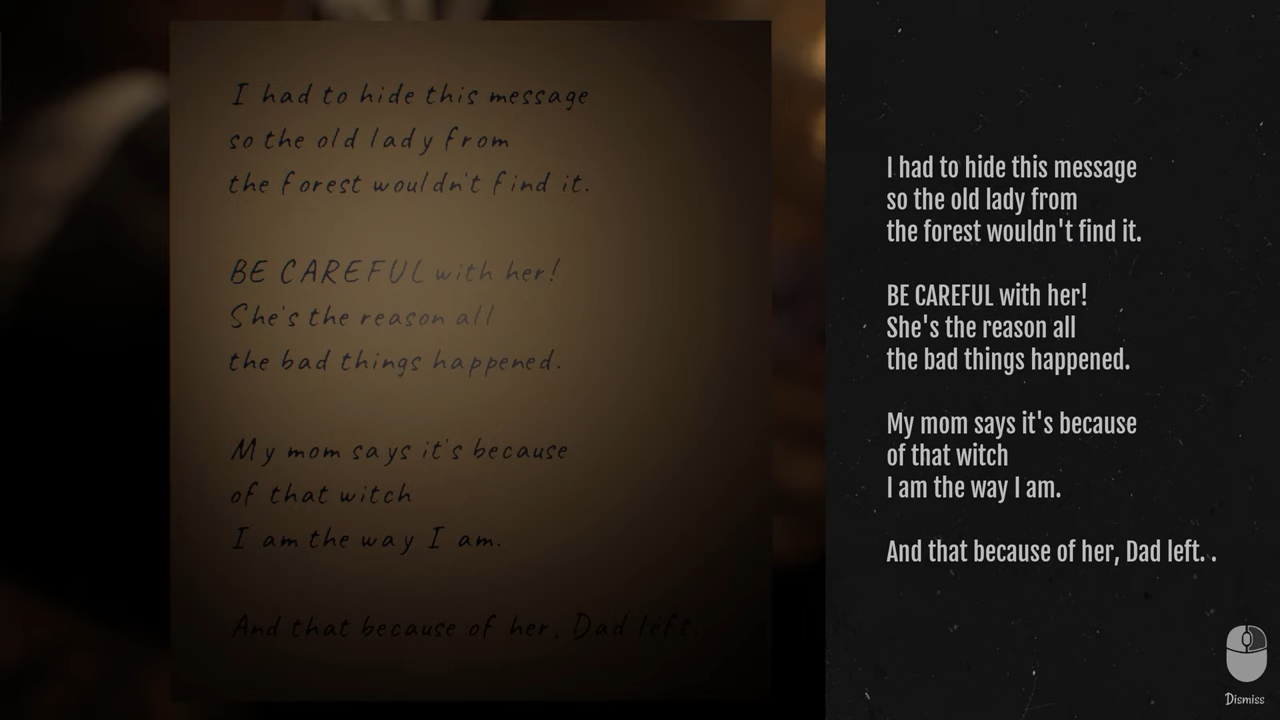 I had to hide this message
so the old lady from
the forest wouldn't find it.
BE CAREFUL with her!
She's the reason all
the bad things happened.
My mom says it's because
of that witch
I am the way I am.
And that because of her, Dad left.
I had to hide this message
so the old lady from
the forest wouldn't find it.
BE CAREFUL with her!
She's the reason all
the bad things happened.
My mom says it's because
of that witch
I am the way I am.
And that because of her, Dad left. .
Dismiss